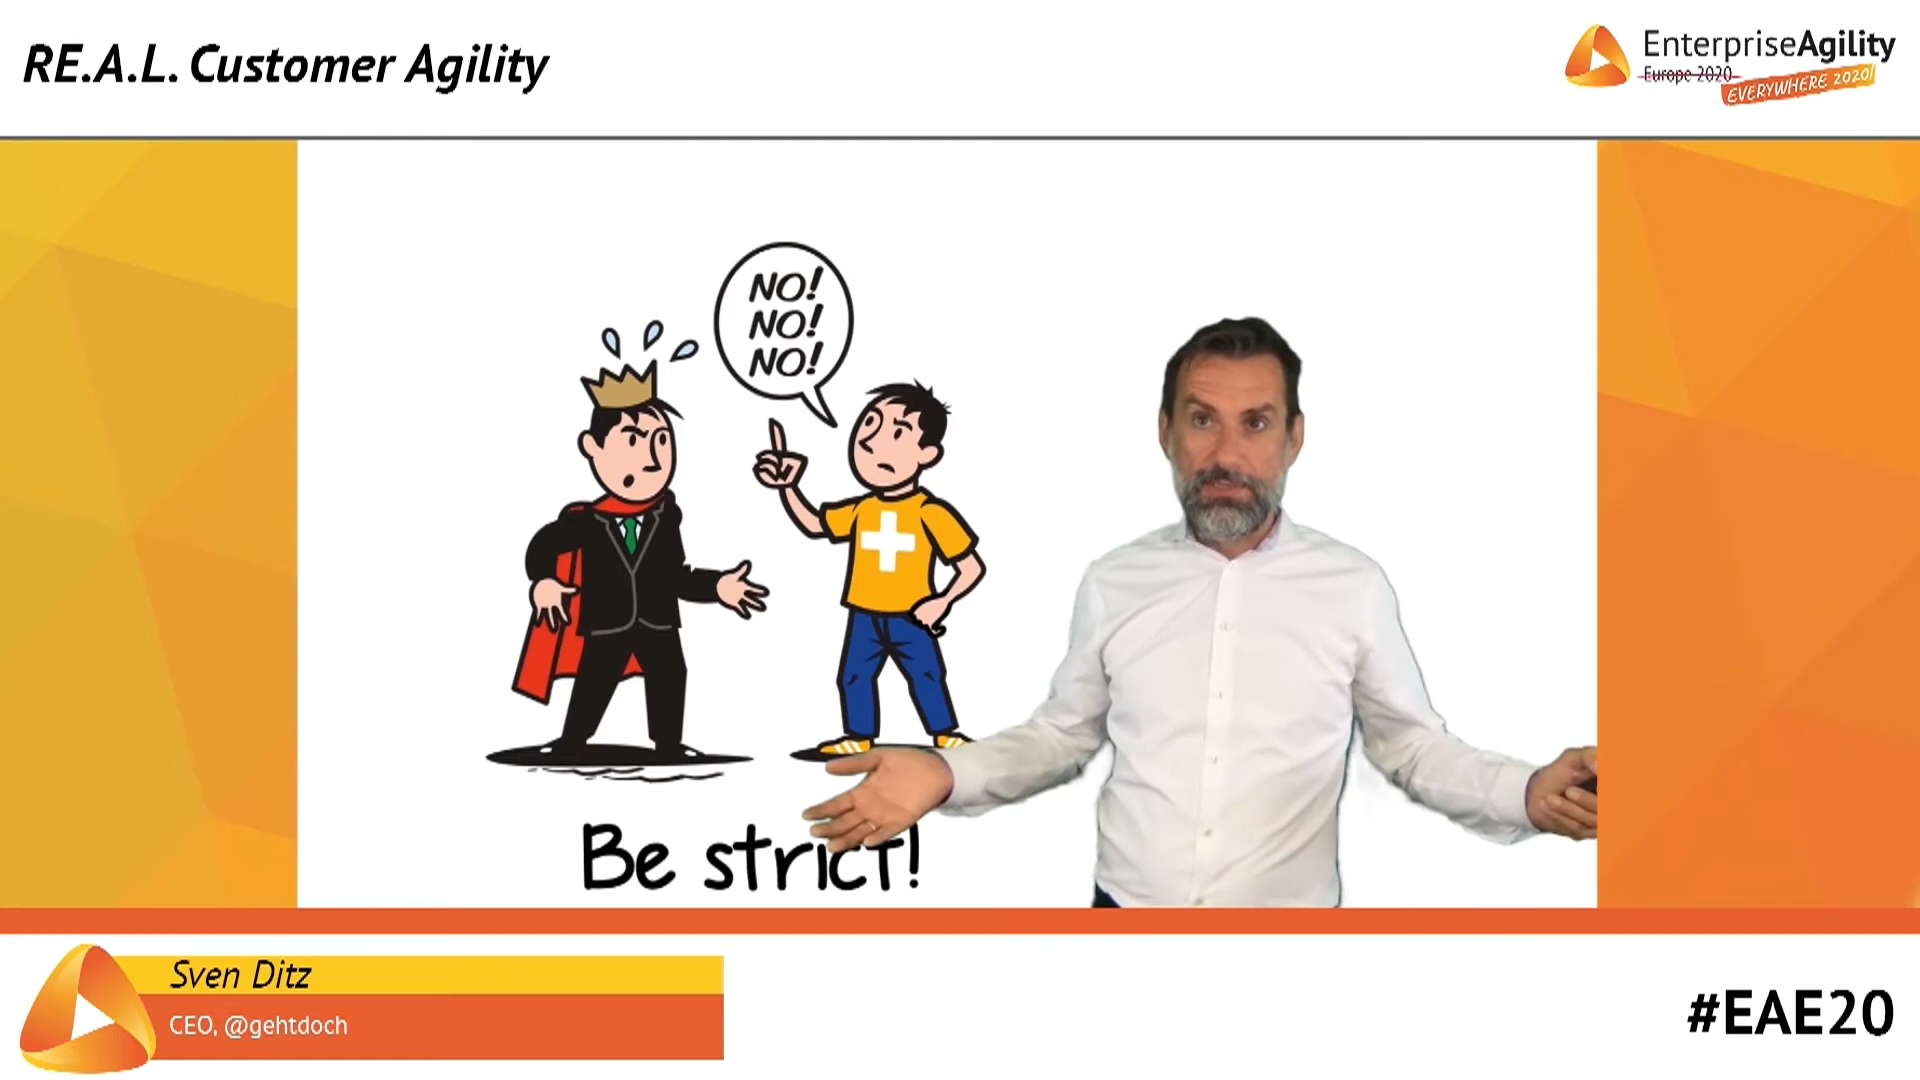 RE.A.L. Customer Agility
EnterpriseAgility
Europe 2020
EVERYWHERE 2020!
NO!
NO!
NO!
Be strict!
Sven Ditz
CEO, @gehtdoch
#EAE20